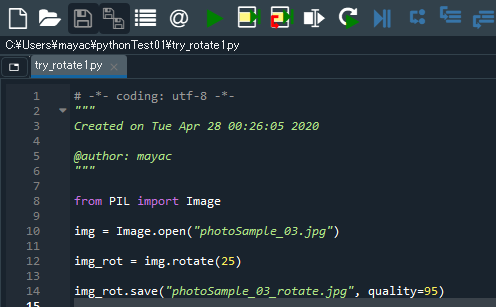 C:¥Users¥mayac¥pythonTest01¥try_rotate1.py
try_rotate1.py
1 # -*- coding: utf-8 -*-
2 """
3 Created on Tue Apr 28 00:26:05 2020
4
5 @author: mayac
6 """
7
8 from PIL import Image
9
10 img = Image.open("photoSample_03.jpg")
11
12 img_rot = img.rotate(25)
13
14 img_rot.save("photoSample_03_rotate.jpg", quality=95)
15